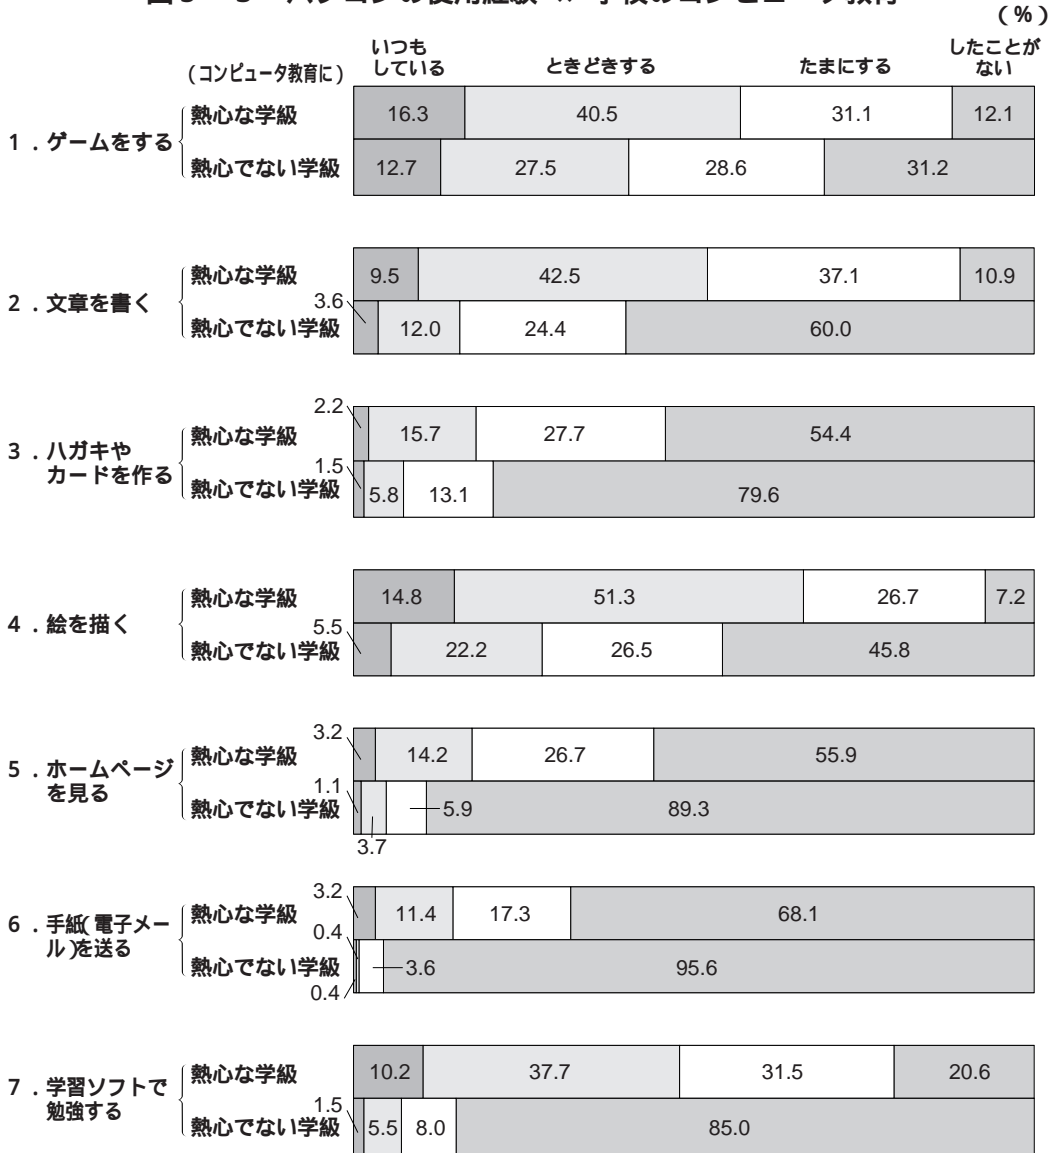 (%)
いつも
している
ときどきする
たまにする
したことが
ない
(コンピュータ教育に)
1．ゲームをする
熱心な学級 16.3 40.5 31.1 12.1
熱心でない学級 12.7 27.5 28.6 31.2
2．文章を書く
熱心な学級 9.5 42.5 37.1 10.9
熱心でない学級 3.6 12.0 24.4 60.0
3．ハガキや
カードを作る
熱心な学級 2.2 15.7 27.7 54.4
熱心でない学級 1.5 5.8 13.1 79.6
4．絵を描く
熱心な学級 14.8 51.3 26.7 7.2
熱心でない学級 5.5 22.2 26.5 45.8
5．ホームページ
を見る
熱心な学級 3.2 14.2 26.7 55.9
熱心でない学級 1.1 3.7 5.9 89.3
6．手紙(電子メー
ル)を送る
熱心な学級 3.2 11.4 17.3 68.1
熱心でない学級 0.4 0.4 3.6 95.6
7．学習ソフトで
勉強する
熱心な学級 10.2 37.7 31.5 20.6
熱心でない学級 1.5 5.5 8.0 85.0